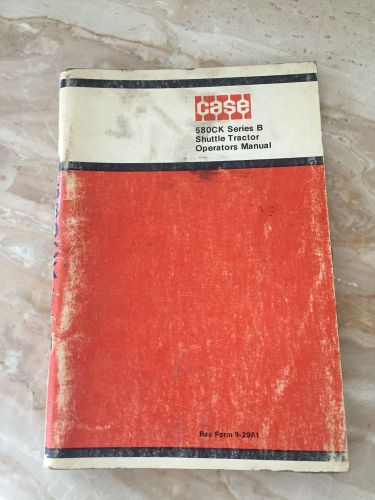 case
580CK Series B
Shuttle Tractor
Operators Manual
Rac Form 9-2981